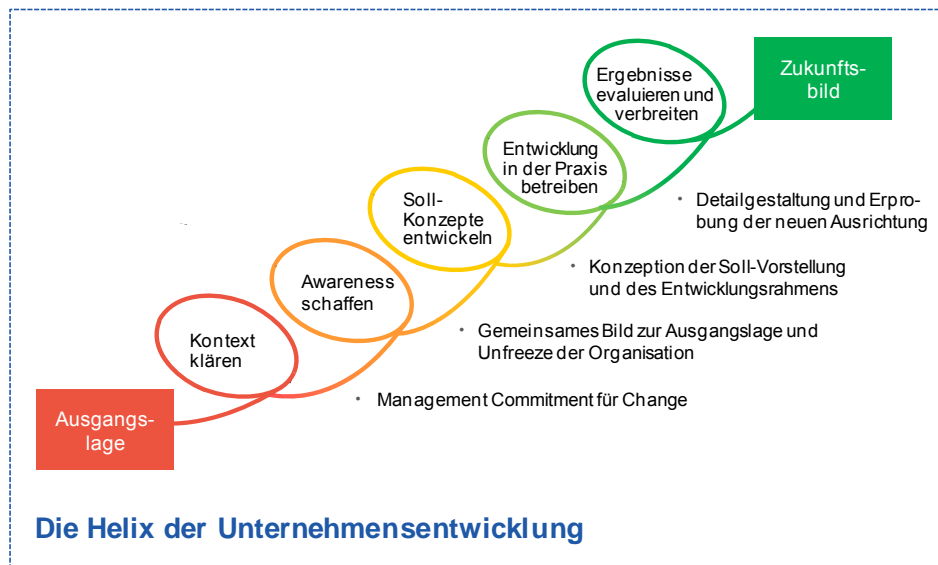 Ergebnisse
evaluieren und
verbreiten
Zukunfts-
bild
Entwicklung
in der Praxis
betreiben
Soll-
Konzepte
entwickeln
Detailgestaltung und Erpro-
bung der neuen Ausrichtung
Awareness
schaffen
Konzeption der Soll-Vorstellung
und des Entwicklungsrahmens
Kontext
klären
Gemeinsames Bild zur Ausgangslage und
Unfreeze der Organisation
Ausgangs-
lage
Management Commitment für Change
Die Helix der Unternehmensentwicklung